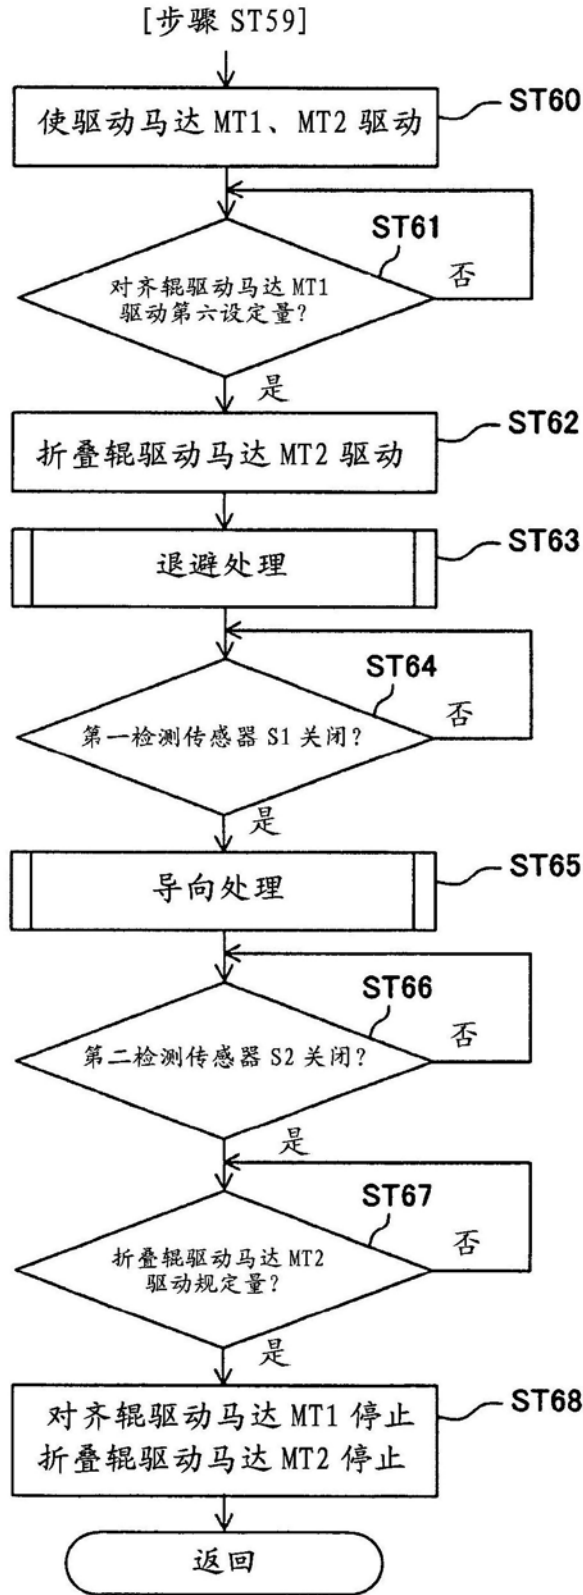 [步骤 ST59]
使驱动马达 MT1、MT2 驱动
ST60
ST61
对齐辊驱动马达 MT1
驱动第六设定量?
否
是
折叠辊驱动马达 MT2 驱动
ST62
退避处理
ST63
ST64
第一检测传感器 S1 关闭?
否
是
导向处理
ST65
ST66
第二检测传感器 S2 关闭?
否
是
ST67
折叠辊驱动马达 MT2
驱动规定量?
否
是
对齐辊驱动马达 MT1 停止
折叠辊驱动马达 MT2 停止
ST68
返回